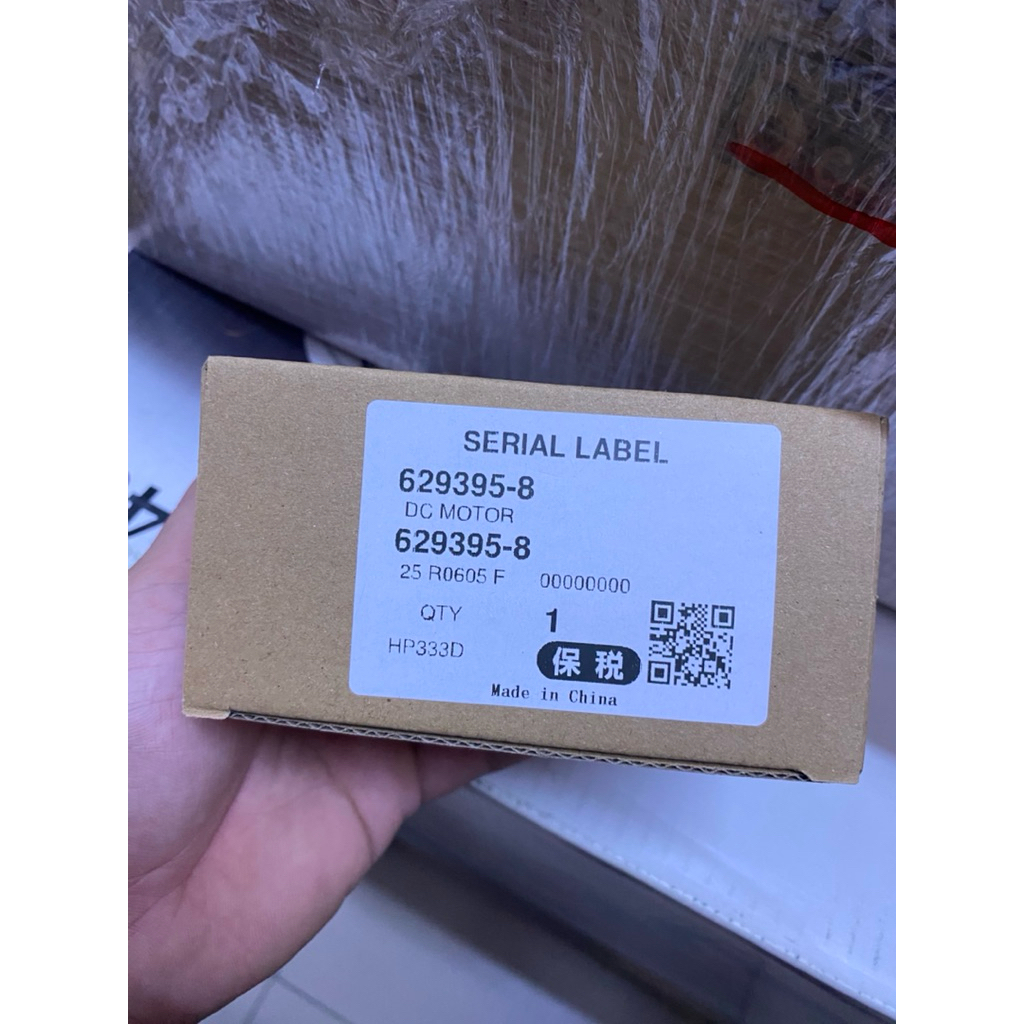 SERIAL LABEL
629395-8
DC MOTOR
629395-8
25 R0605 F 00000000
QTY 1
HP333D 保税
Made in China